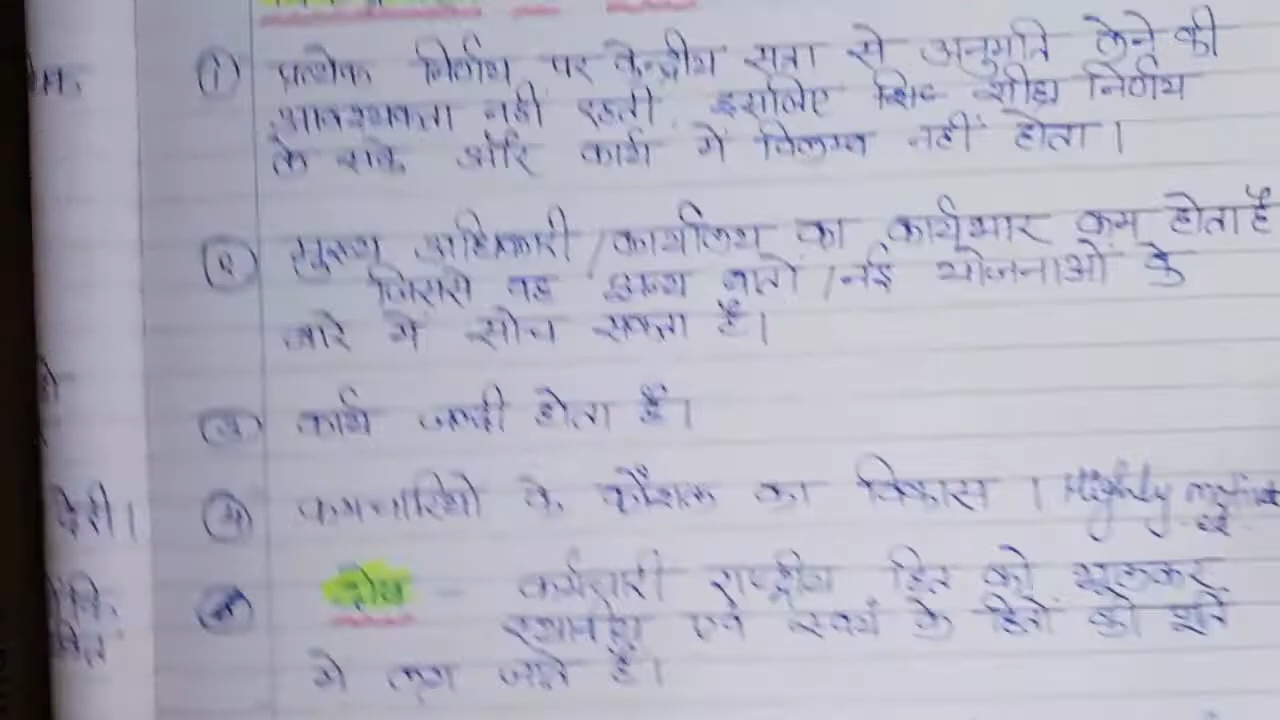 ① प्रत्येक निर्णय पर केन्द्रीय सत्ता से अनुमति लेने की
आवश्यकता नहीं रहती इसलिए शीघ्र निर्णय
ले सके और कार्य में विलम्ब नहीं होता।
② मुख्य अधिकारी / कार्यालय का कार्यभार कम होता है
जिससे वह अन्य बातों / नई योजनाओं के
बारे में सोच सकता है।
③ कार्य जल्दी होता है।
देरी। ④ कर्मचारियों के कौशल का विकास । Highly
दोष - कर्मचारी राष्ट्रीय हित को भूलकर
एवं स्वयं के हितों की पूर्ति
में लग जाते हैं।